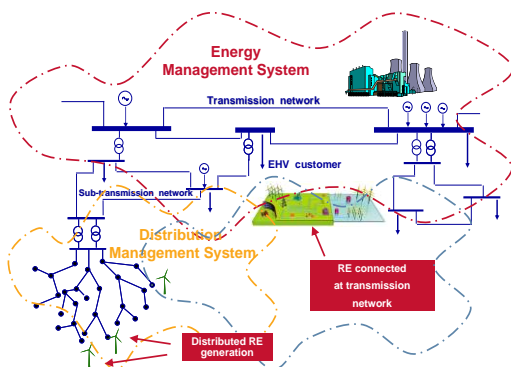 Energy
Management System
Transmission network
EHV customer
Sub-transmission network
Distribution
Management System
RE connected
at transmission
network
Distributed RE
generation